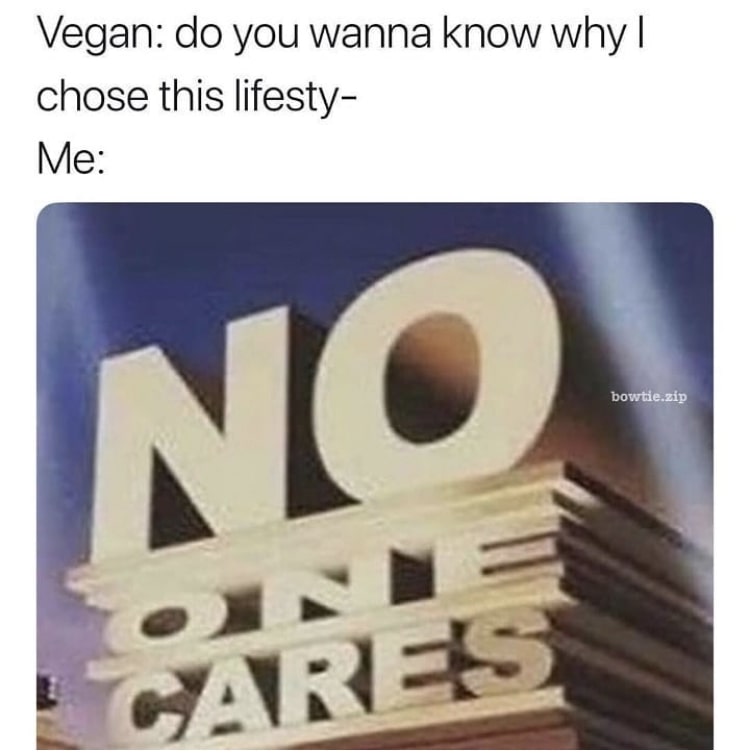 Vegan: do you wanna know why I
chose this lifesty-
Me:
NO
bowtie.zip
ONE
CARES